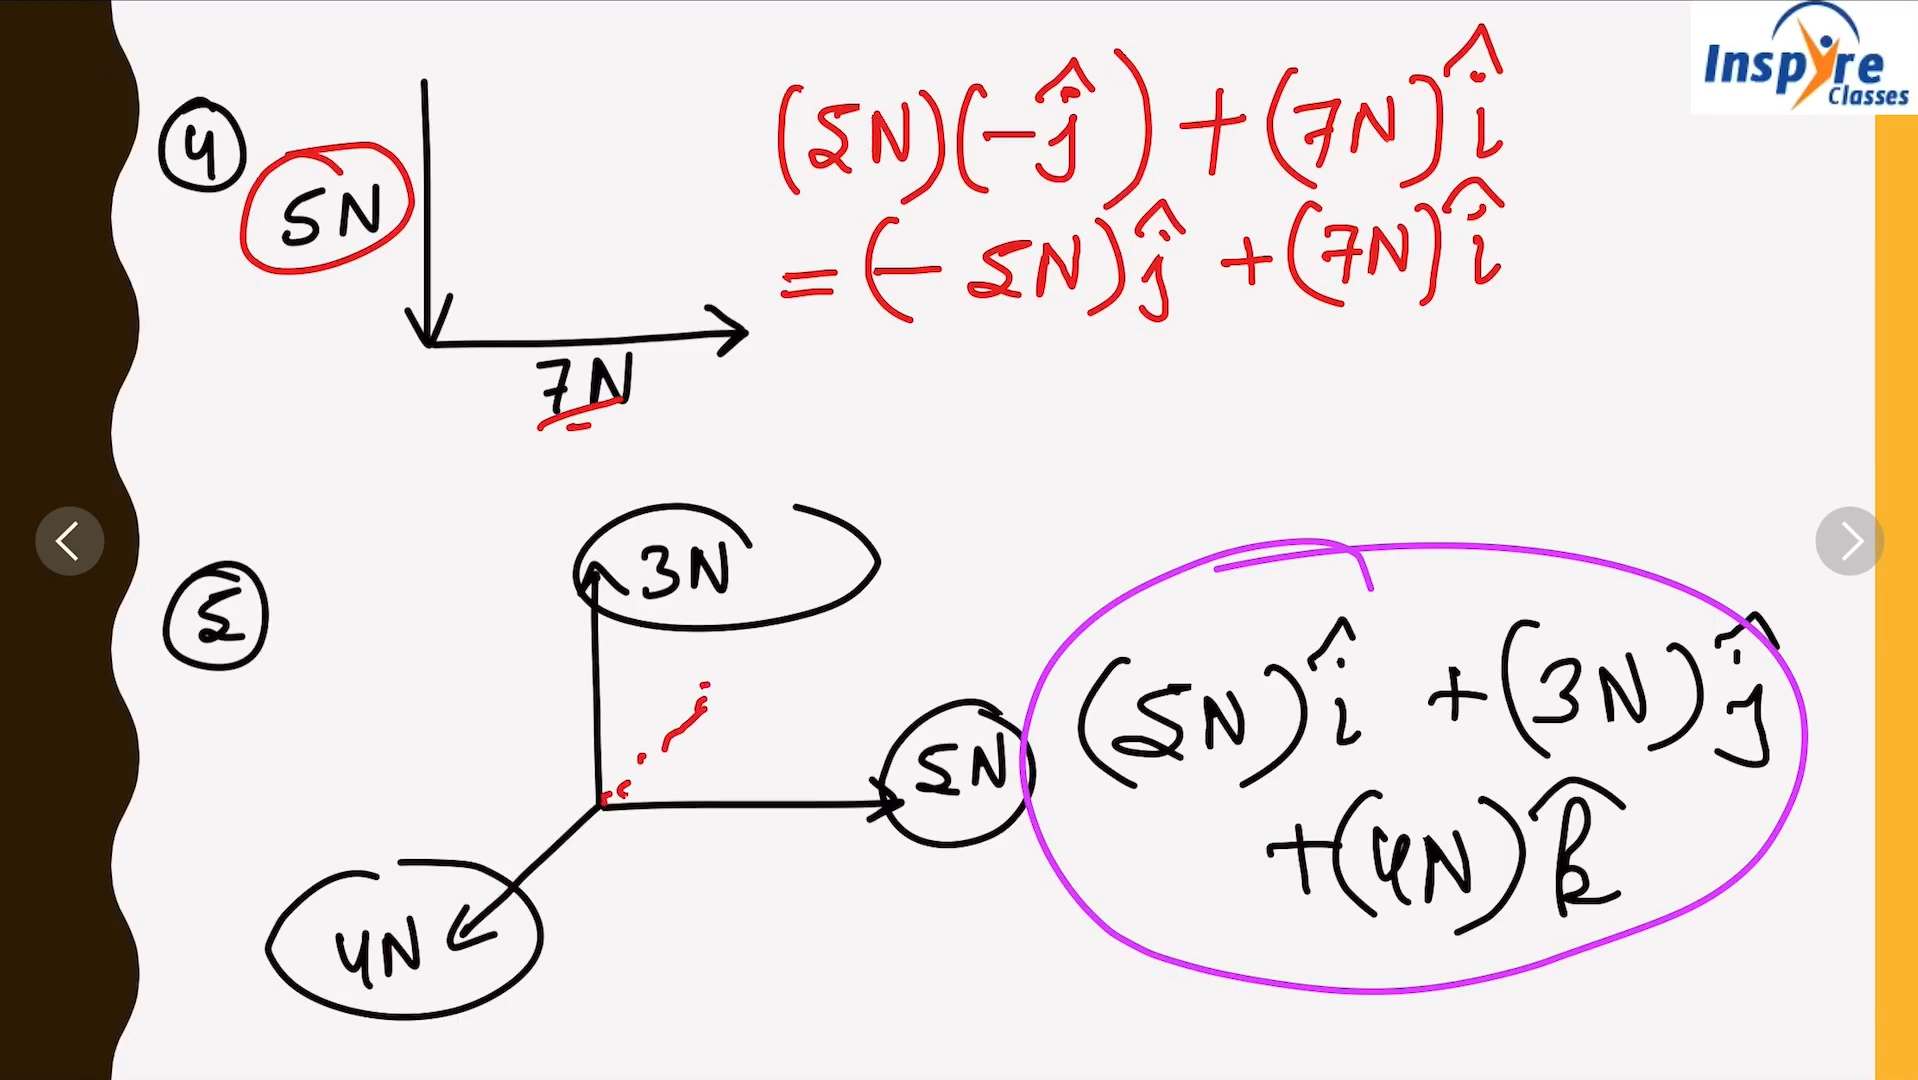 Inspyre
Classes
④
5N
(5N)(-ĵ) + (7N)î
= (- 5N)ĵ + (7N)î
7N
⑤
3N
5N
(5N)î + (3N)ĵ
+(4N)k̂
4N